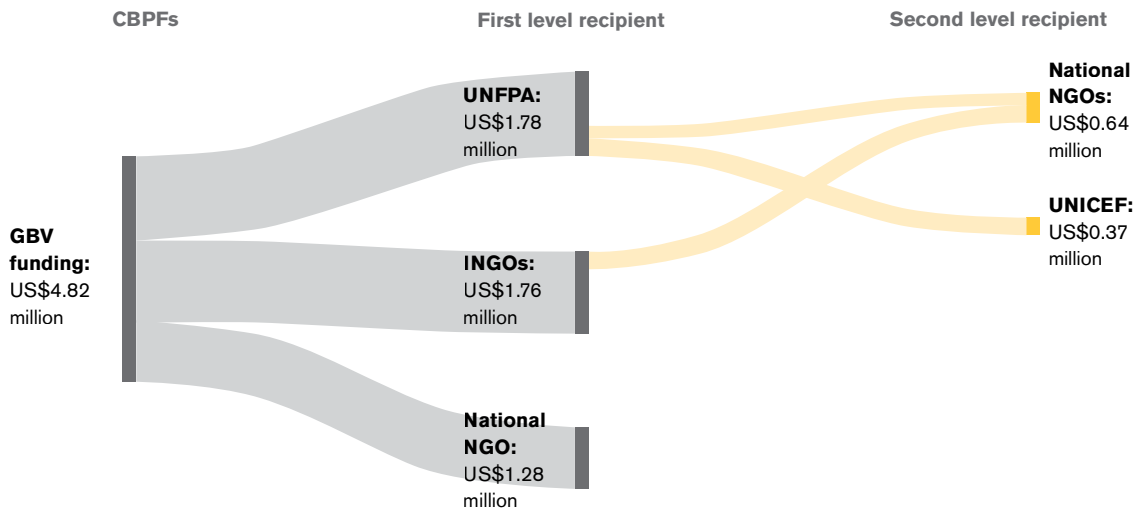 CBPFs
First level recipient
Second level recipient
GBV
funding:
US$4.82
million
UNFPA:
US$1.78
million
INGOs:
US$1.76
million
National
NGO:
US$1.28
million
National
NGOs:
US$0.64
million
UNICEF:
US$0.37
million